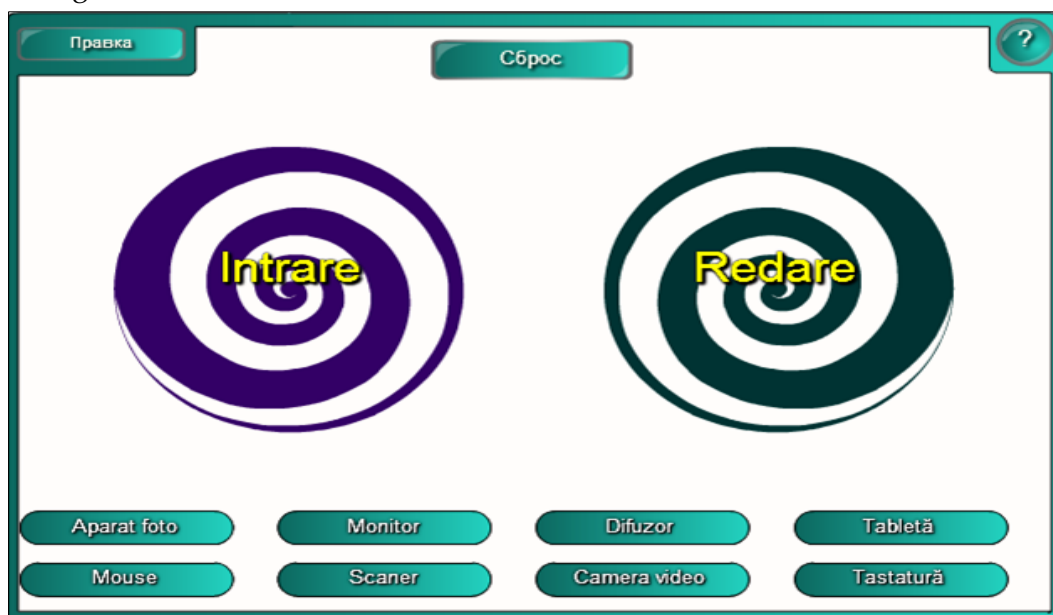 Правка
Сброс
?
Intrare
Redare
Aparat foto
Monitor
Difuzor
Tabletă
Mouse
Scaner
Camera video
Tastatură